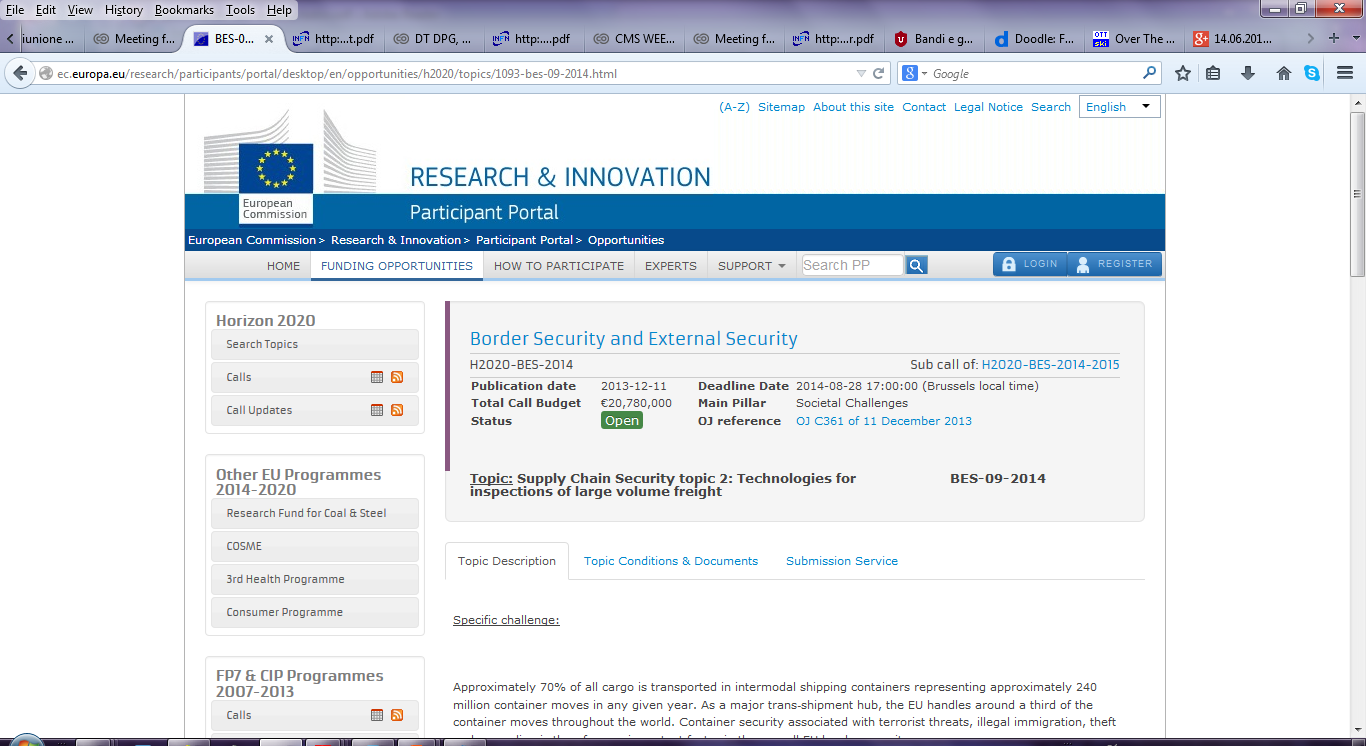 File Edit View History Bookmarks Tools Help
iunione ... Meeting f... BES-0... http:...t.pdf DT DPG, ... http:....pdf CMS WEE... Meeting f... http:...r.pdf Bandi e g... Doodle: F... Over The ... 14.06.201...
ec.europa.eu/research/participants/portal/desktop/en/opportunities/h2020/topics/1093-bes-09-2014.html Google
(A-Z) Sitemap About this site Contact Legal Notice Search English
European
Commission
RESEARCH & INNOVATION
Participant Portal
European Commission > Research & Innovation > Participant Portal > Opportunities
HOME FUNDING OPPORTUNITIES HOW TO PARTICIPATE EXPERTS SUPPORT Search PP LOGIN REGISTER
Horizon 2020
Search Topics
Calls
Call Updates
Other EU Programmes
2014-2020
Research Fund for Coal & Steel
COSME
3rd Health Programme
Consumer Programme
FP7 & CIP Programmes
2007-2013
Calls
Border Security and External Security
H2020-BES-2014 Sub call of: H2020-BES-2014-2015
Publication date 2013-12-11 Deadline Date 2014-08-28 17:00:00 (Brussels local time)
Total Call Budget €20,780,000 Main Pillar Societal Challenges
Status Open OJ reference OJ C361 of 11 December 2013
Topic: Supply Chain Security topic 2: Technologies for BES-09-2014
inspections of large volume freight
Topic Description Topic Conditions & Documents Submission Service
Specific challenge:
Approximately 70% of all cargo is transported in intermodal shipping containers representing approximately 240
million container moves in any given year. As a major trans-shipment hub, the EU handles around a third of the
container moves throughout the world. Container security associated with terrorist threats, illegal immigration, theft